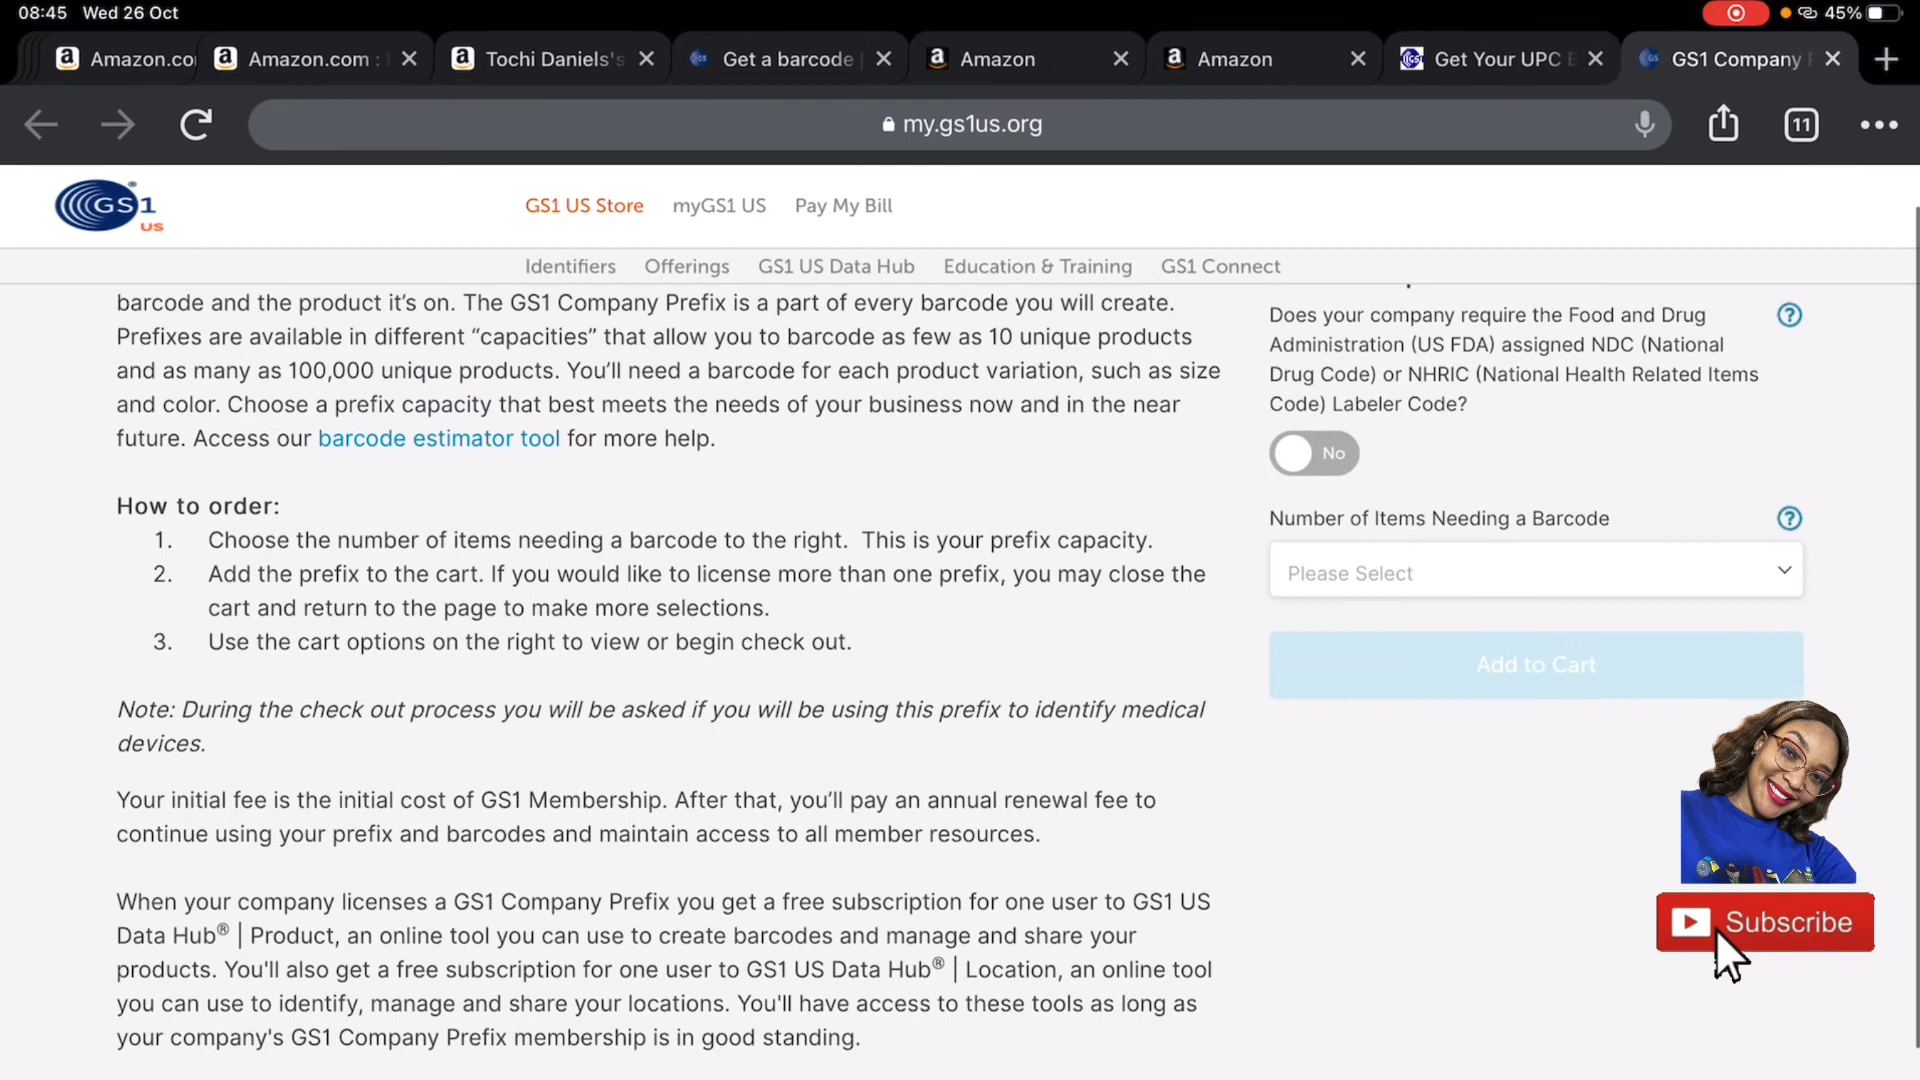 08:45 Wed 26 Oct
45%
Amazon.co
Amazon.com :
Tochi Daniels's
Get a barcode
Amazon
Amazon
Get Your UPC B
GS1 Company P
my.gs1us.org
11
GS1 US
GS1 US Store myGS1 US Pay My Bill
Identifiers Offerings GS1 US Data Hub Education & Training GS1 Connect
barcode and the product it's on. The GS1 Company Prefix is a part of every barcode you will create.
Prefixes are available in different “capacities” that allow you to barcode as few as 10 unique products
and as many as 100,000 unique products. You'll need a barcode for each product variation, such as size
and color. Choose a prefix capacity that best meets the needs of your business now and in the near
future. Access our barcode estimator tool for more help.
How to order:
1. Choose the number of items needing a barcode to the right. This is your prefix capacity.
2. Add the prefix to the cart. If you would like to license more than one prefix, you may close the
cart and return to the page to make more selections.
3. Use the cart options on the right to view or begin check out.
Note: During the check out process you will be asked if you will be using this prefix to identify medical
devices.
Your initial fee is the initial cost of GS1 Membership. After that, you'll pay an annual renewal fee to
continue using your prefix and barcodes and maintain access to all member resources.
When your company licenses a GS1 Company Prefix you get a free subscription for one user to GS1 US
Data Hub® | Product, an online tool you can use to create barcodes and manage and share your
products. You'll also get a free subscription for one user to GS1 US Data Hub® | Location, an online tool
you can use to identify, manage and share your locations. You'll have access to these tools as long as
your company's GS1 Company Prefix membership is in good standing.
Does your company require the Food and Drug
Administration (US FDA) assigned NDC (National
Drug Code) or NHRIC (National Health Related Items
Code) Labeler Code?
No
Number of Items Needing a Barcode
Please Select
Add to Cart
Subscribe